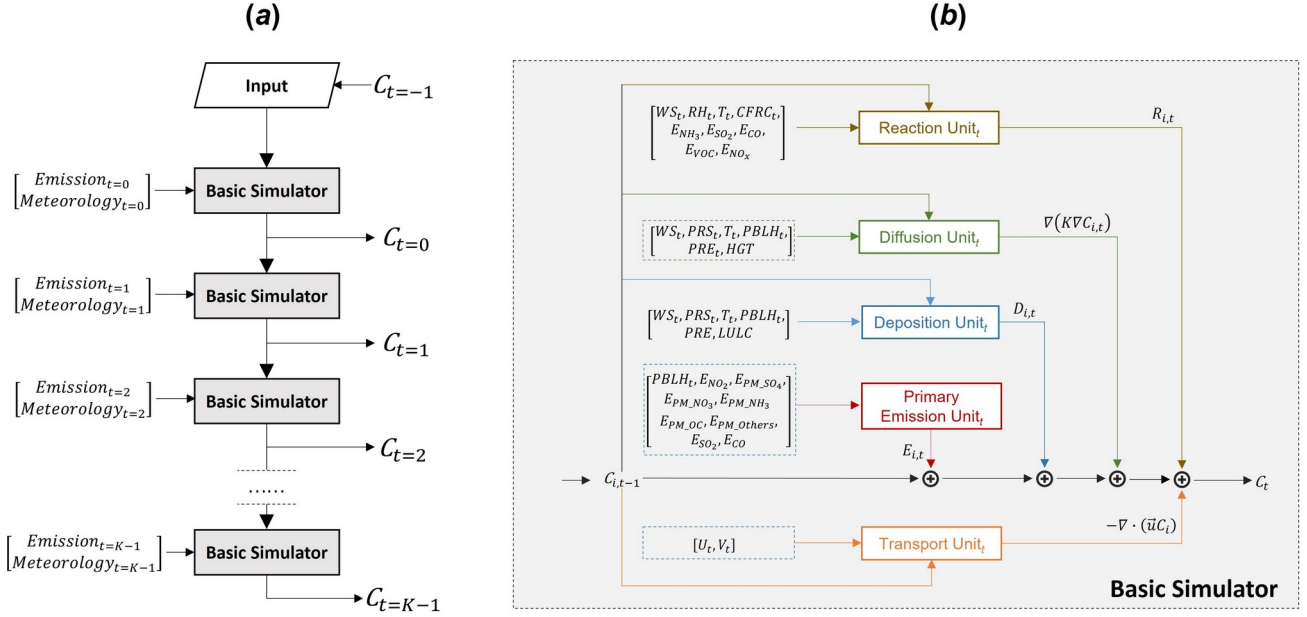 (a)
Input
C_{t=-1}
[Emission_{t=0}
Meteorology_{t=0}]
Basic Simulator
C_{t=0}
[Emission_{t=1}
Meteorology_{t=1}]
Basic Simulator
C_{t=1}
[Emission_{t=2}
Meteorology_{t=2}]
Basic Simulator
C_{t=2}
......
[Emission_{t=K-1}
Meteorology_{t=K-1}]
Basic Simulator
C_{t=K-1}
(b)
[WS_t, RH_t, T_t, CFRC_t,
E_{NH_3}, E_{SO_2}, E_{CO},
E_{VOC}, E_{NO_x}]
Reaction Unit_t
R_{i,t}
[WS_t, PRS_t, T_t, PBLH_t,
PRE_t, HGT]
Diffusion Unit_t
∇(K∇C_{i,t})
[WS_t, PRS_t, T_t, PBLH_t,
PRE, LULC]
Deposition Unit_t
D_{i,t}
[PBLH_t, E_{NO_2}, E_{PM_SO_4},
E_{PM_NO_3}, E_{PM_NH_3}
E_{PM_OC}, E_{PM_Others},
E_{SO_2}, E_{CO}]
Primary
Emission Unit_t
E_{i,t}
C_{i,t-1}
C_t
[U_t, V_t]
Transport Unit_t
-∇ · (u⃗C_i)
Basic Simulator